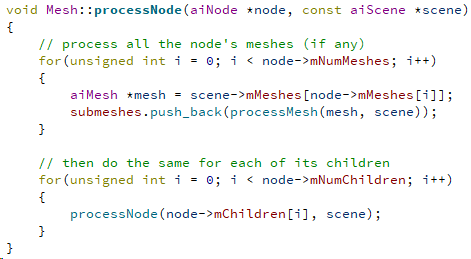 void Mesh::processNode(aiNode *node, const aiScene *scene)
{
// process all the node's meshes (if any)
for(unsigned int i = 0; i < node->mNumMeshes; i++)
{
aiMesh *mesh = scene->mMeshes[node->mMeshes[i]];
submeshes.push_back(processMesh(mesh, scene));
}
// then do the same for each of its children
for(unsigned int i = 0; i < node->mNumChildren; i++)
{
processNode(node->mChildren[i], scene);
}
}